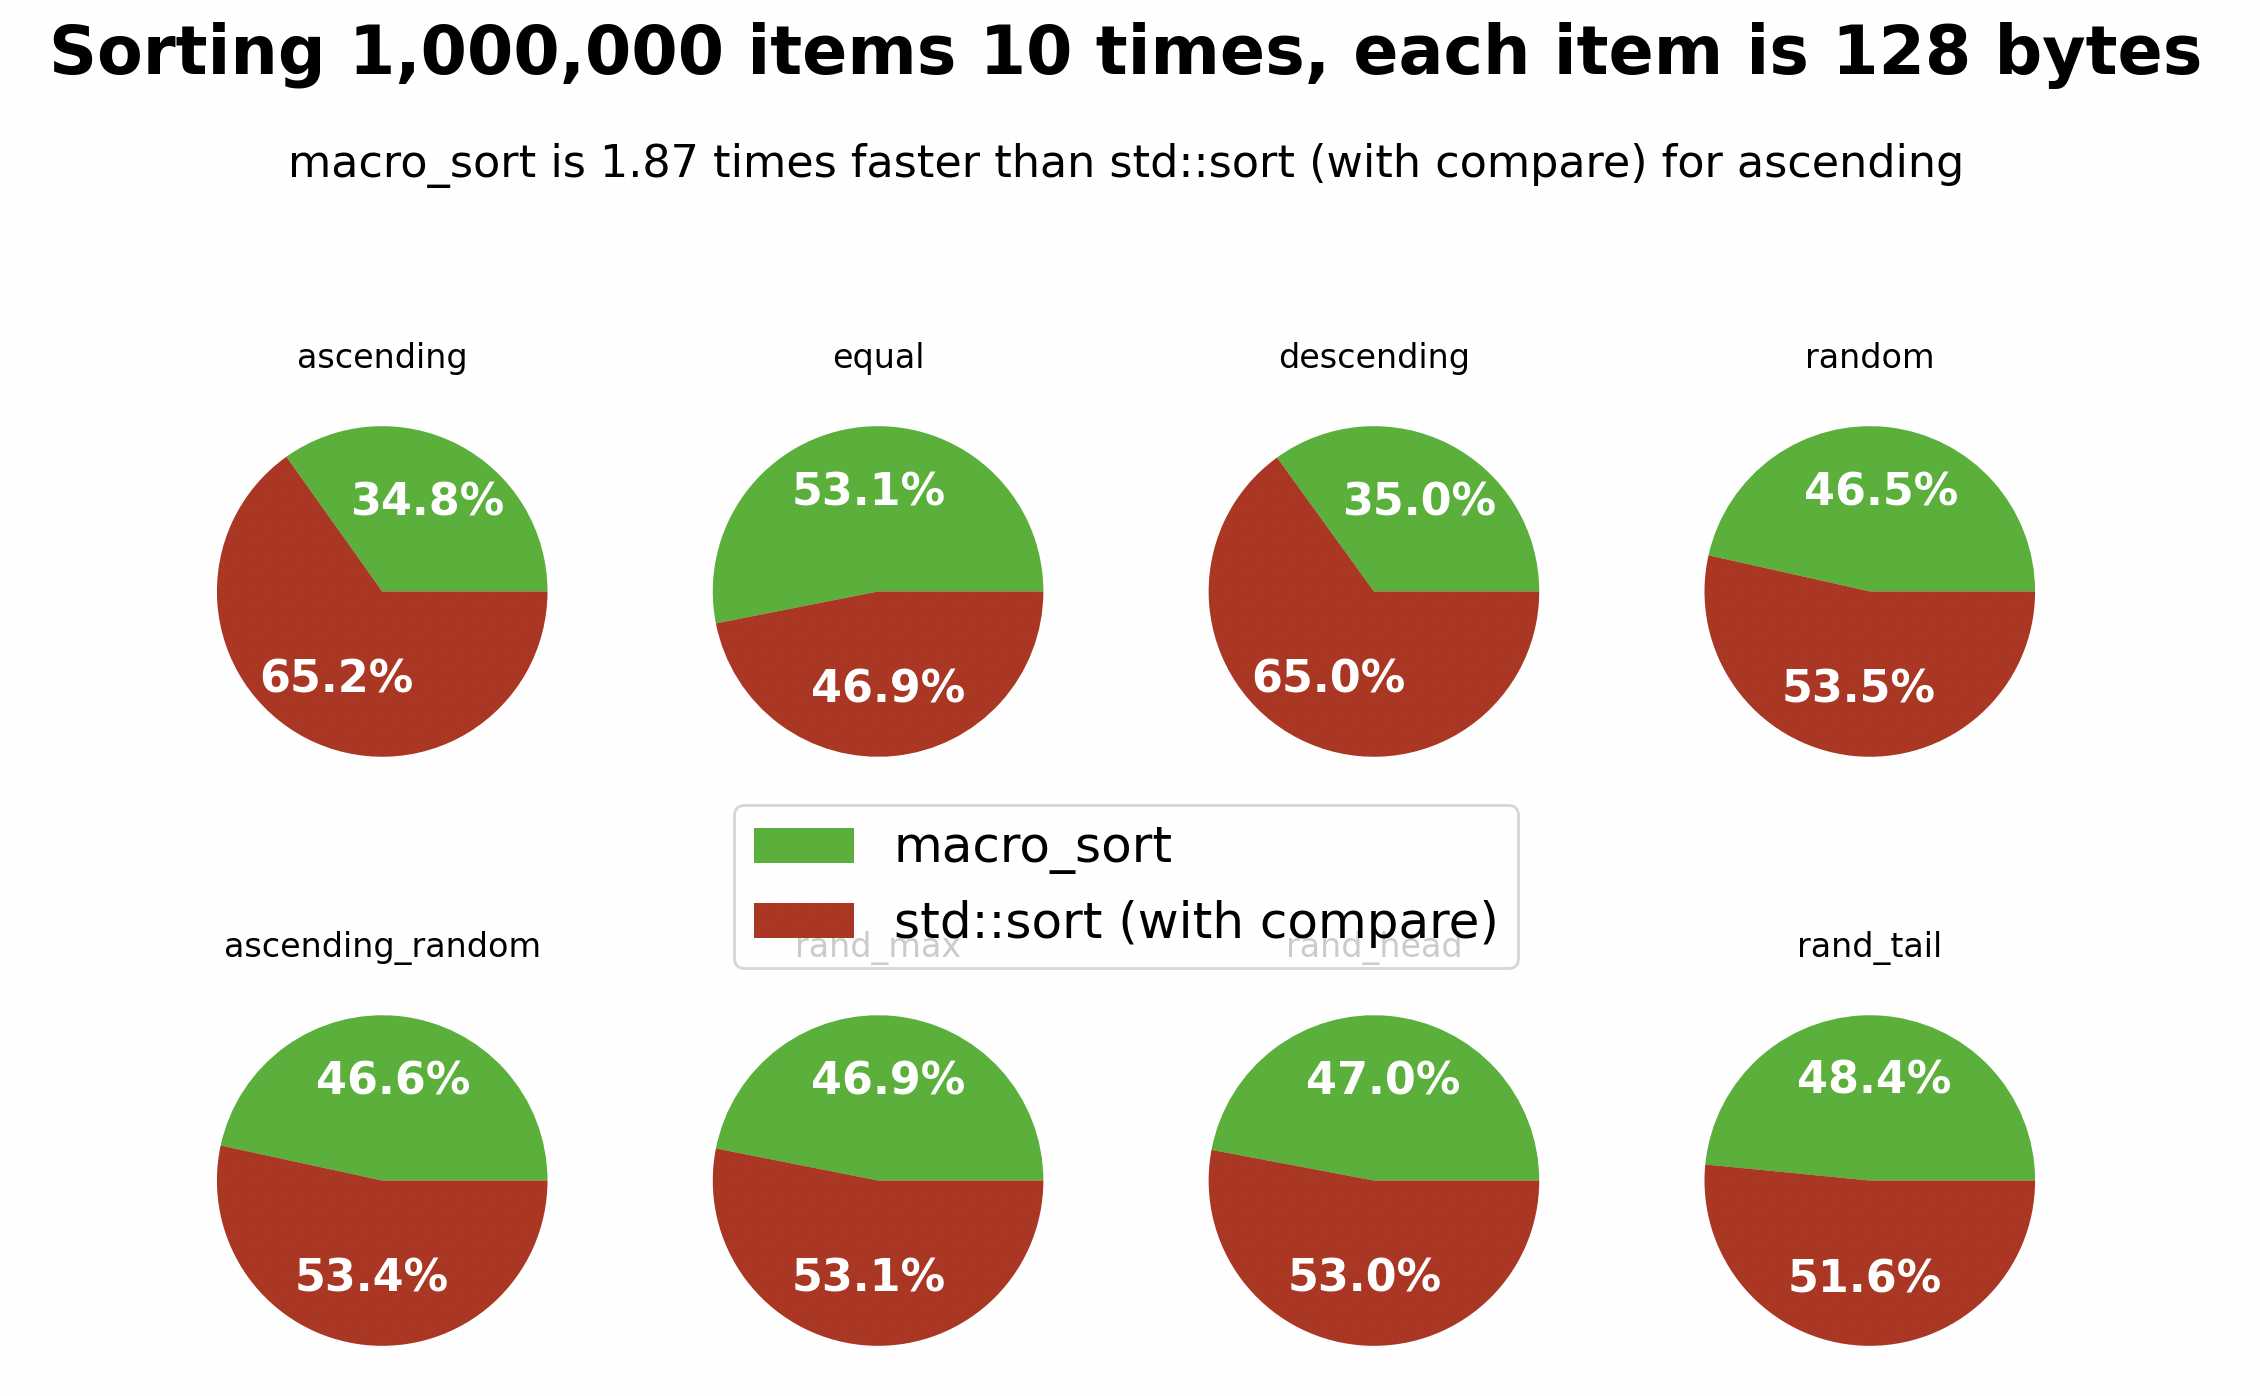 Sorting 1,000,000 items 10 times, each item is 128 bytes
macro_sort is 1.87 times faster than std::sort (with compare) for ascending
ascending
34.8%
65.2%
equal
53.1%
46.9%
descending
35.0%
65.0%
random
46.5%
53.5%
macro_sort
std::sort (with compare)
ascending_random
46.6%
53.4%
rand_max
46.9%
53.1%
rand_head
47.0%
53.0%
rand_tail
48.4%
51.6%